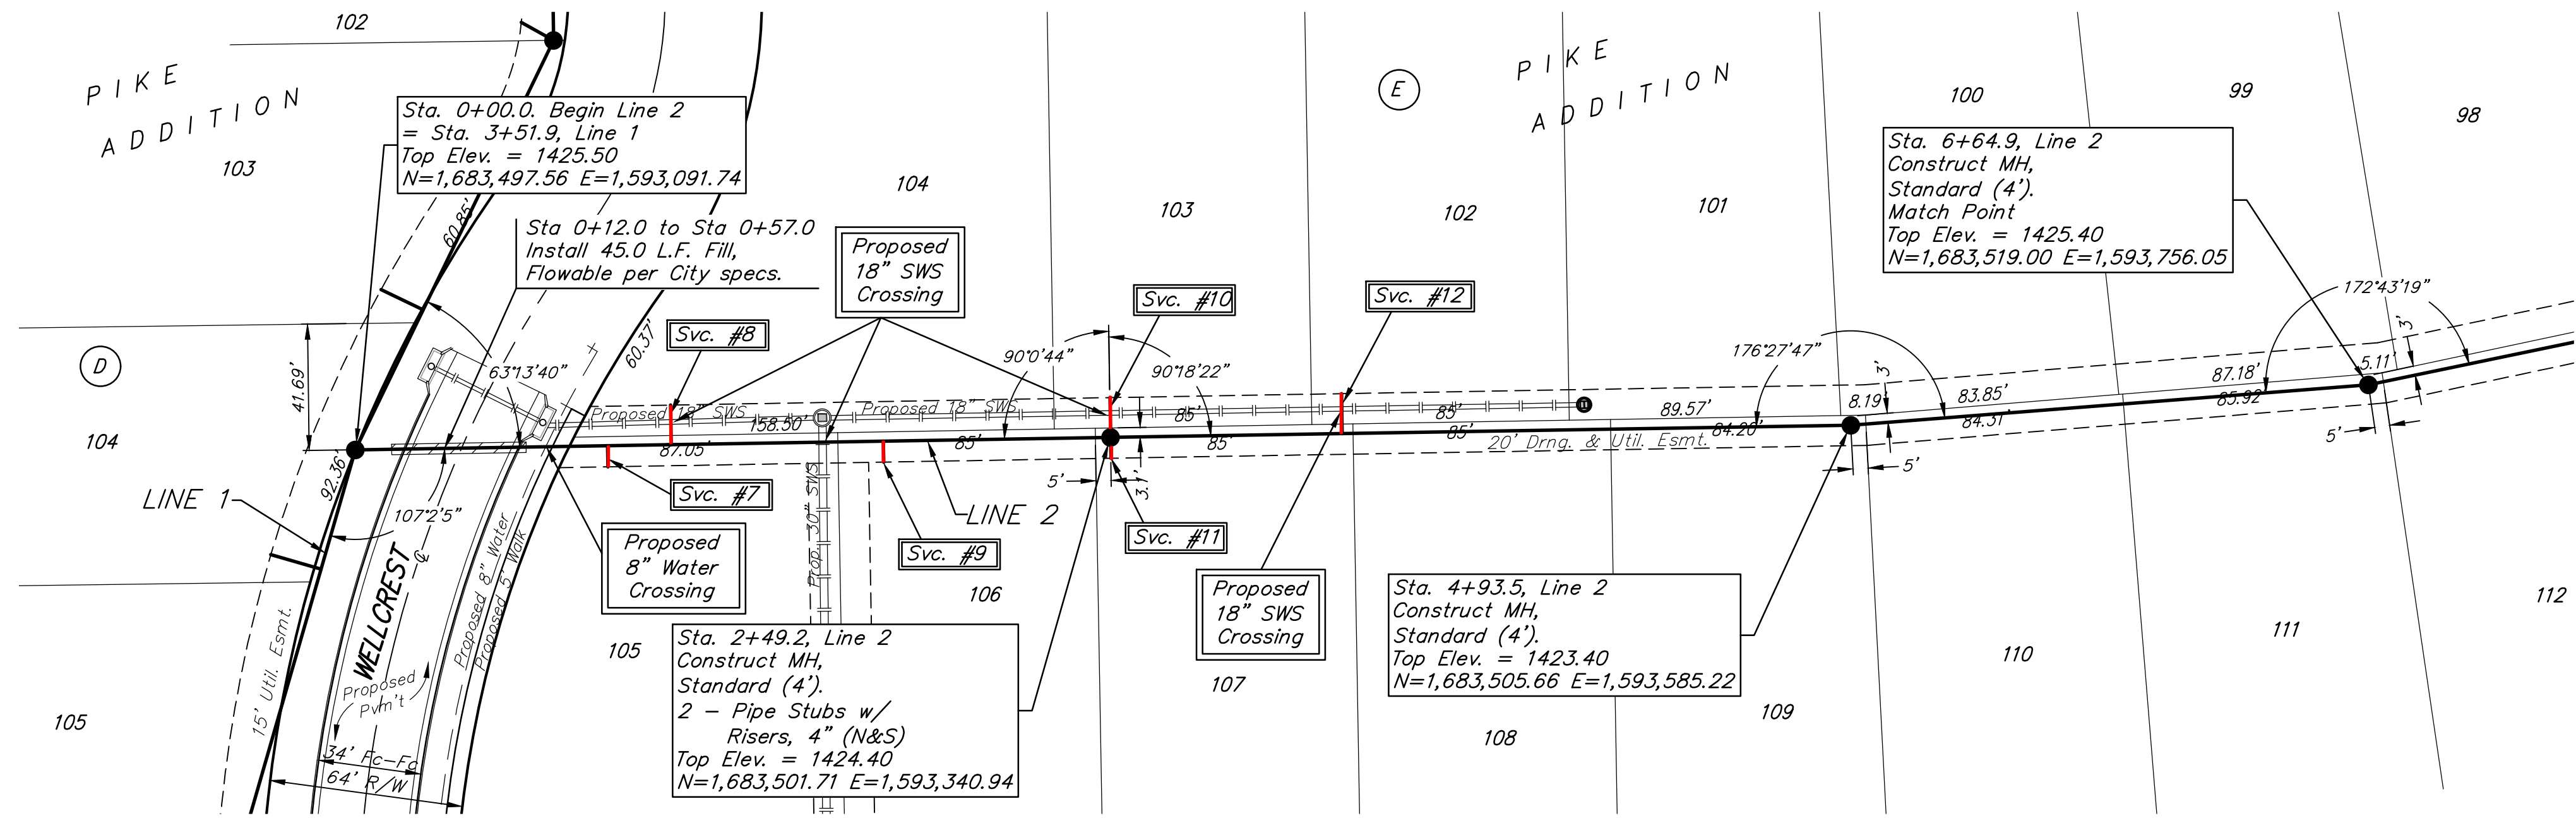 102
PIKE
ADDITION
103
Sta. 0+00.0. Begin Line 2
= Sta. 3+51.9, Line 1
Top Elev. = 1425.50
N=1,683,497.56 E=1,593,091.74
60.85'
Sta 0+12.0 to Sta 0+57.0
Install 45.0 L.F. Fill,
Flowable per City specs.
60.37'
Proposed
18" SWS
Crossing
104
103
E
PIKE
ADDITION
102
101
100
99
98
Sta. 6+64.9, Line 2
Construct MH,
Standard (4').
Match Point
Top Elev. = 1425.40
N=1,683,519.00 E=1,593,756.05
Svc. #8
Svc. #10
Svc. #12
172°43'19"
D
41.69'
63°13'40"
90°0'44"
90°18'22"
176°27'47"
3'
3'
104
Proposed 18" SWS
158.50'
Proposed 18" SWS
85'
85'
89.57'
8.19'
83.85'
87.18'
5.11'
87.05'
85'
85'
85'
20' Drng. & Util. Esmt.
84.20'
84.31'
85.92'
5'
5'
92.36'
LINE 1
107°2'5"
Svc. #7
Prop. 30" SWS
LINE 2
5'
3.1'
Svc. #9
Svc. #11
Proposed
8" Water
Crossing
106
105
Proposed
18" SWS
Crossing
107
108
109
110
111
112
WELLCREST
℄
Proposed 8" Water
Proposed 5' Walk
15' Util. Esmt.
Proposed
Pvm't
34' Fc-Fc
64' R/W
105
Sta. 2+49.2, Line 2
Construct MH,
Standard (4').
2 - Pipe Stubs w/
Risers, 4" (N&S)
Top Elev. = 1424.40
N=1,683,501.71 E=1,593,340.94
Sta. 4+93.5, Line 2
Construct MH,
Standard (4').
Top Elev. = 1423.40
N=1,683,505.66 E=1,593,585.22